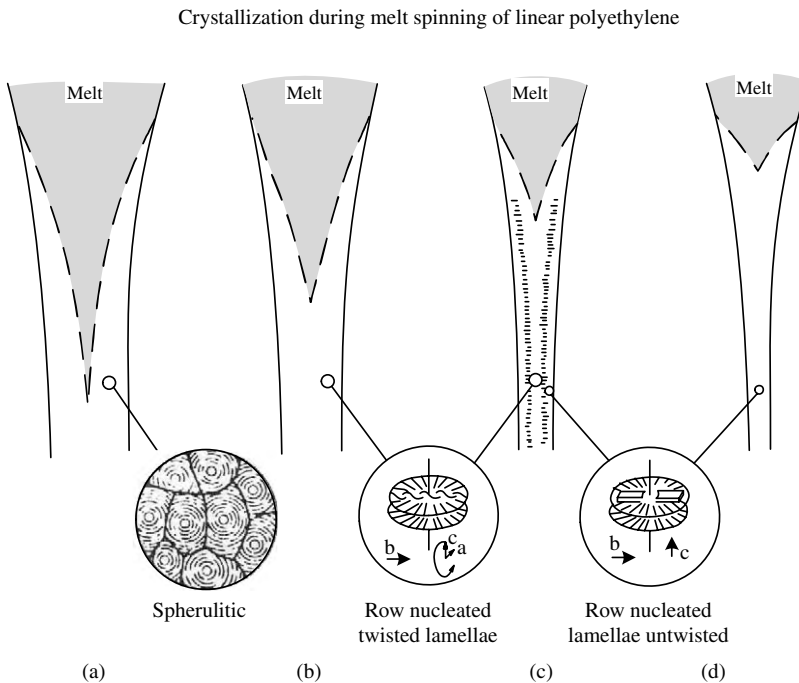 Crystallization during melt spinning of linear polyethylene
Melt
Melt
Melt
Melt
b
c
a
b
c
Spherulitic
Row nucleated
twisted lamellae
Row nucleated
lamellae untwisted
(a)
(b)
(c)
(d)